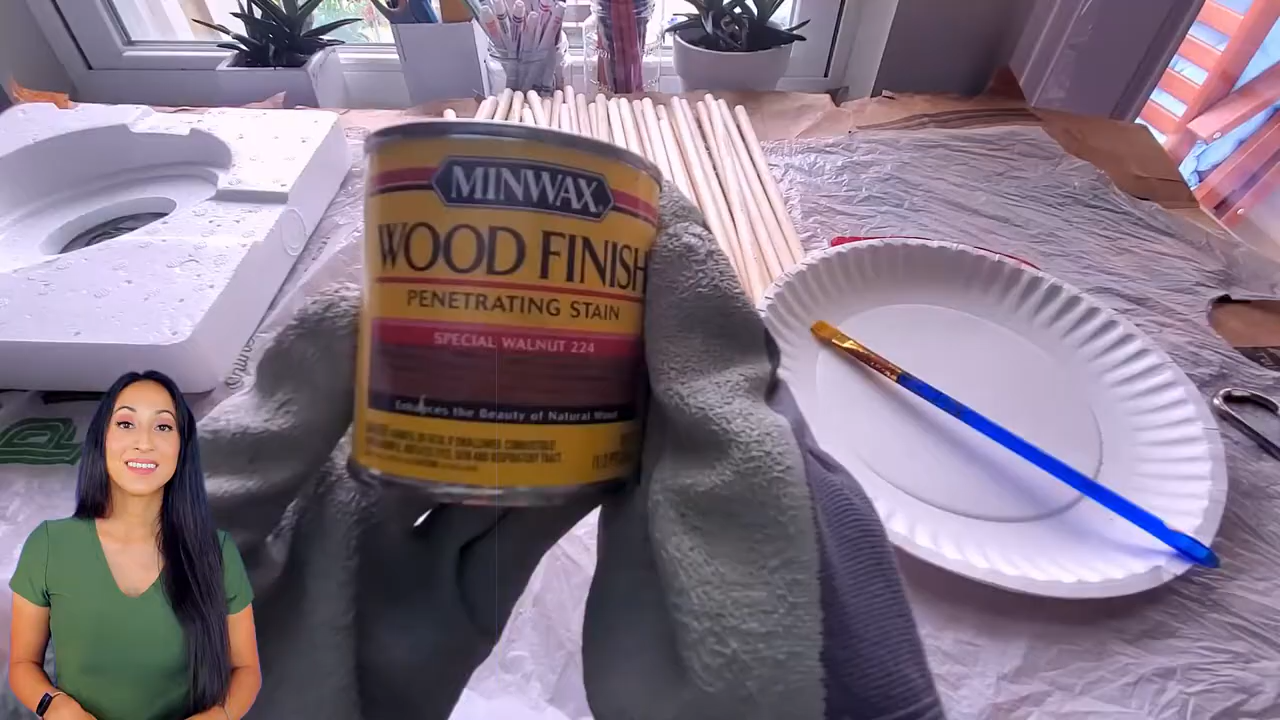 MINWAX®
WOOD FINISH
PENETRATING STAIN
SPECIAL WALNUT 224
Enhances the Beauty of Natural Wood